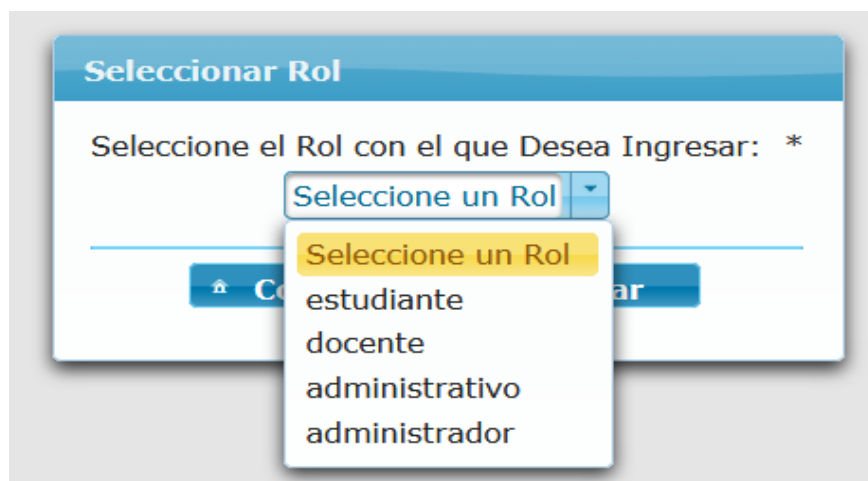 Seleccionar Rol
Seleccione el Rol con el que Desea Ingresar: *
Seleccione un Rol
Seleccione un Rol
estudiante
docente
administrativo
administrador